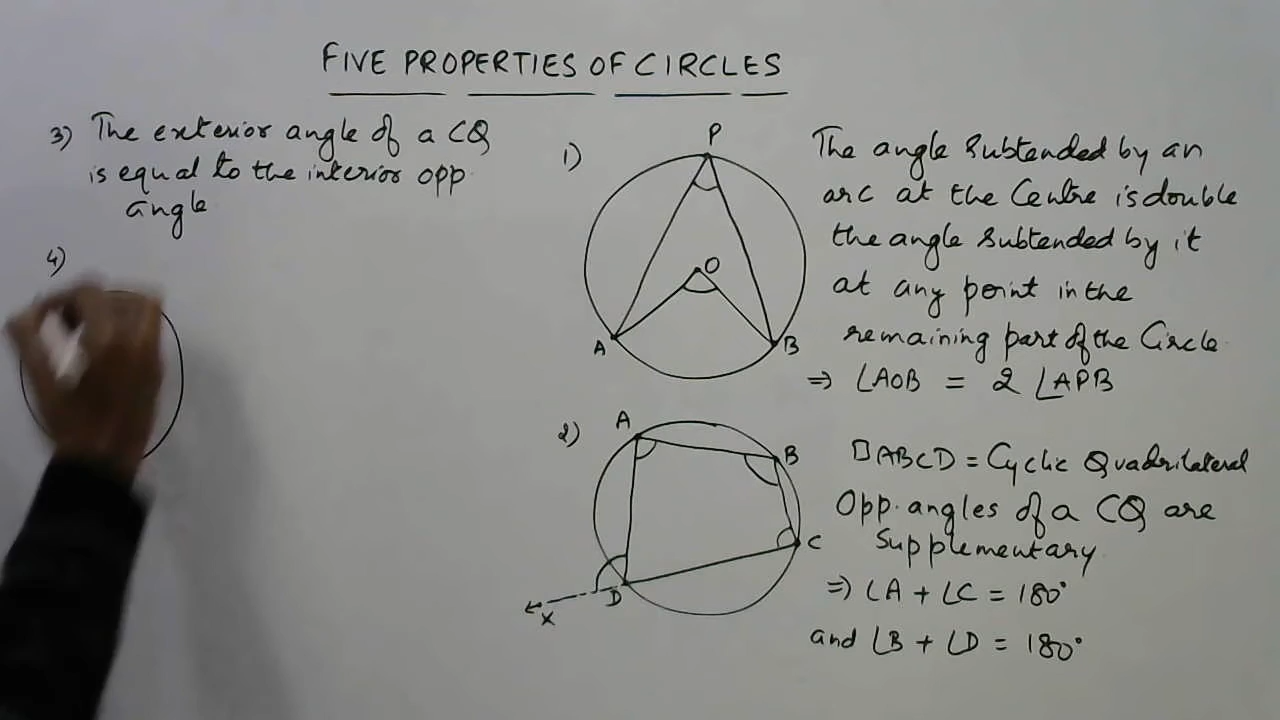 FIVE PROPERTIES OF CIRCLES
3) The exterior angle of a CQ
is equal to the interior opp.
angle
4)
1)
P
O
A
B
The angle subtended by an
arc at the Centre is double
the angle subtended by it
at any point in the
remaining part of the Circle.
⇒ ∠AOB = 2 ∠APB
2)
A
B
C
D
X
□ABCD = Cyclic Quadrilateral
Opp. angles of a CQ are
Supplementary.
⇒ ∠A + ∠C = 180°
and ∠B + ∠D = 180°